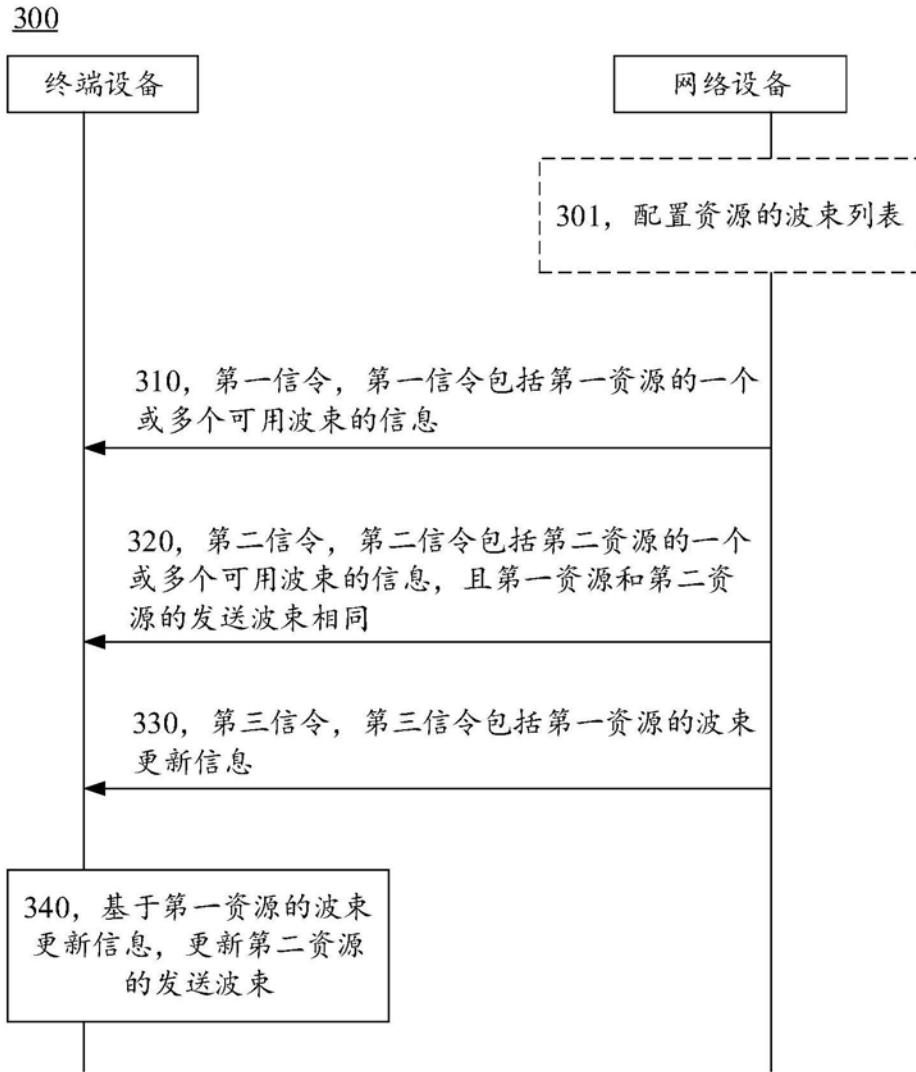 300
终端设备
网络设备
301，配置资源的波束列表
310，第一信令，第一信令包括第一资源的一个
或多个可用波束的信息
320，第二信令，第二信令包括第二资源的一个
或多个可用波束的信息，且第一资源和第二资
源的发送波束相同
330，第三信令，第三信令包括第一资源的波束
更新信息
340，基于第一资源的波束
更新信息，更新第二资源
的发送波束